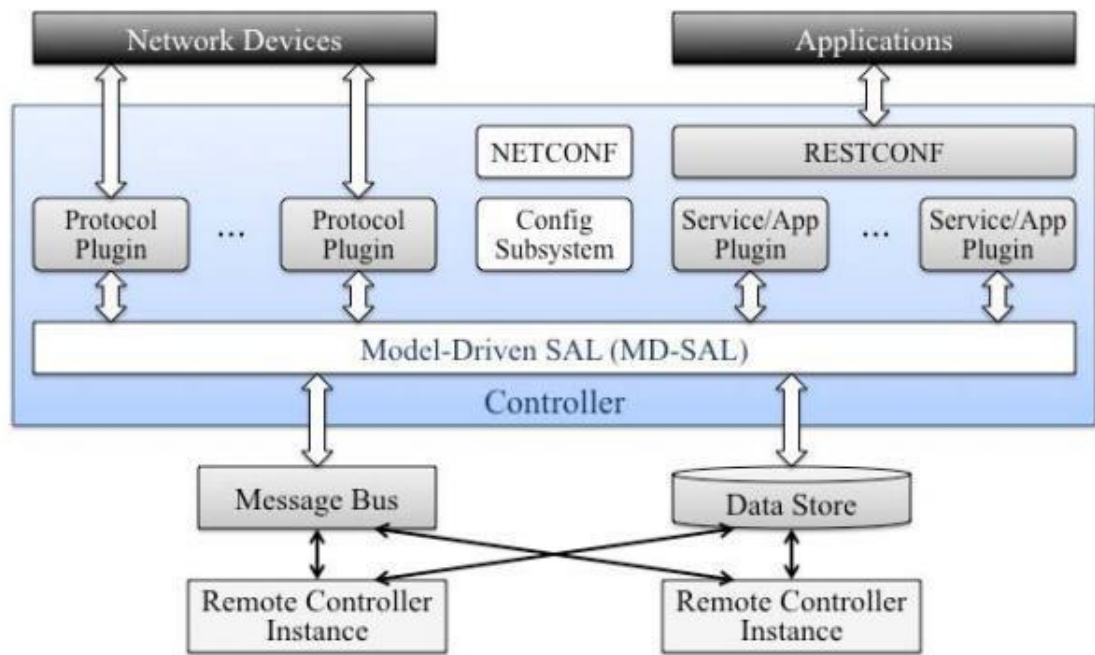 Network Devices
Applications
NETCONF
RESTCONF
Protocol
Plugin
...
Protocol
Plugin
Config
Subsystem
Service/App
Plugin
...
Service/App
Plugin
Model-Driven SAL (MD-SAL)
Controller
Message Bus
Data Store
Remote Controller
Instance
Remote Controller
Instance